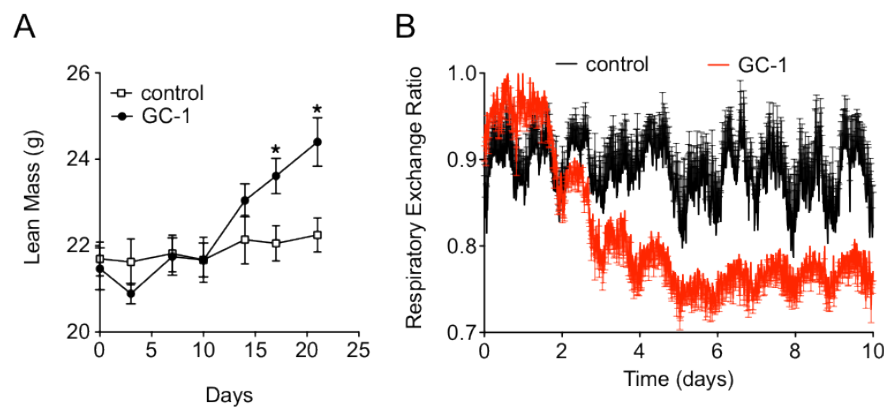 A
Lean Mass (g)
26
24
22
20
control
GC-1
*
*
0
5
10
15
20
25
Days
B
Respiratory Exchange Ratio
control
GC-1
1.0
0.9
0.8
0.7
0
2
4
6
8
10
Time (days)